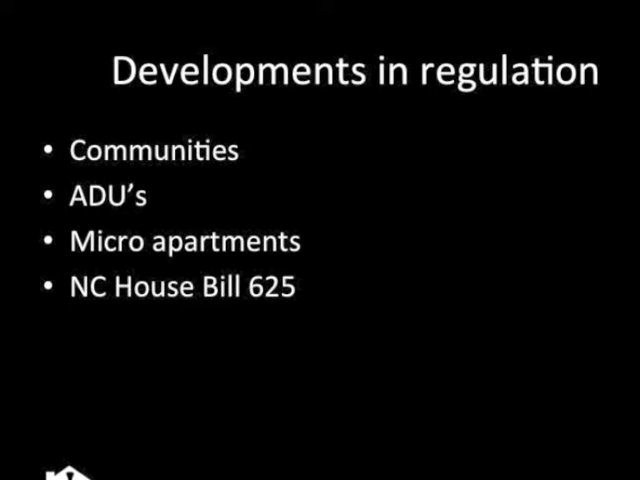 Developments in regulation
• Communities
• ADU's
• Micro apartments
• NC House Bill 625